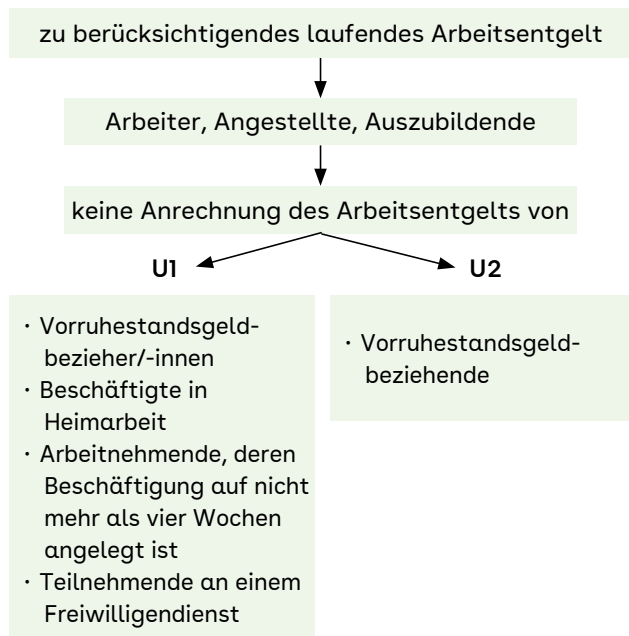 zu berücksichtigendes laufendes Arbeitsentgelt
Arbeiter, Angestellte, Auszubildende
keine Anrechnung des Arbeitsentgelts von
U1
U2
· Vorruhestandsgeld-
bezieher/-innen
· Beschäftigte in
Heimarbeit
· Arbeitnehmende, deren
Beschäftigung auf nicht
mehr als vier Wochen
angelegt ist
· Teilnehmende an einem
Freiwilligendienst
· Vorruhestandsgeld-
beziehende